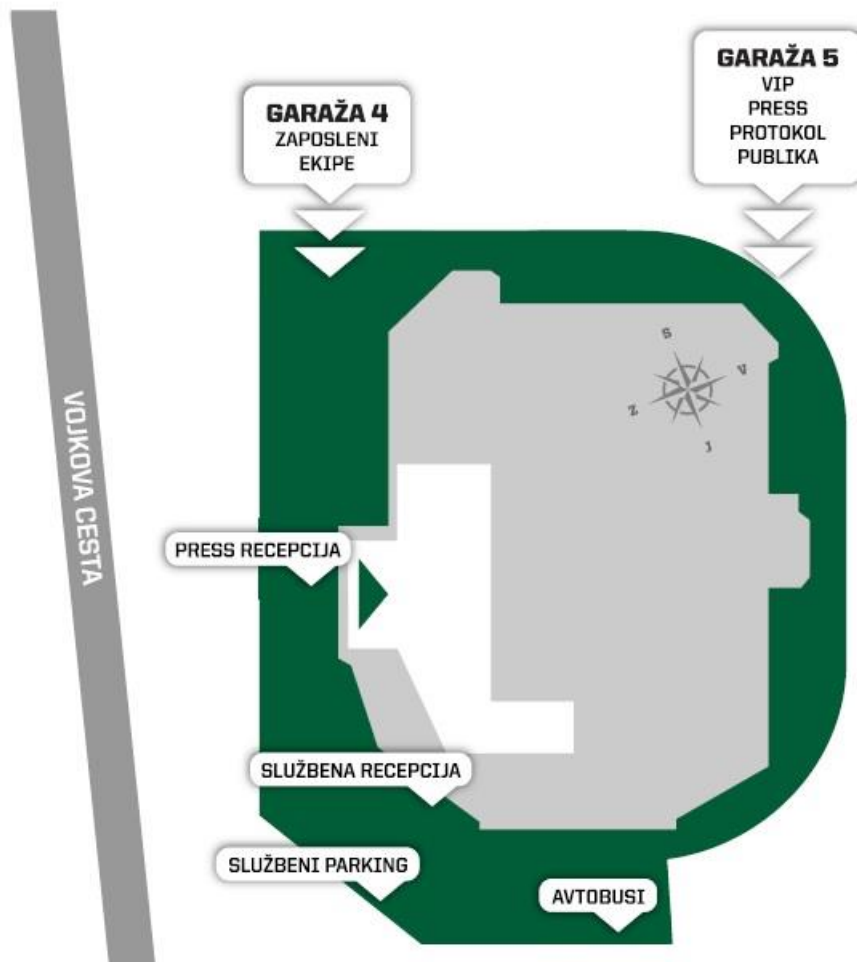 GARAŽA 4
ZAPOSLENI
EKIPE
GARAŽA 5
VIP
PRESS
PROTOKOL
PUBLIKA
S
V
Z
J
VOJKOVA CESTA
PRESS RECEPCIJA
SLUŽBENA RECEPCIJA
SLUŽBENI PARKING
AVTOBUSI